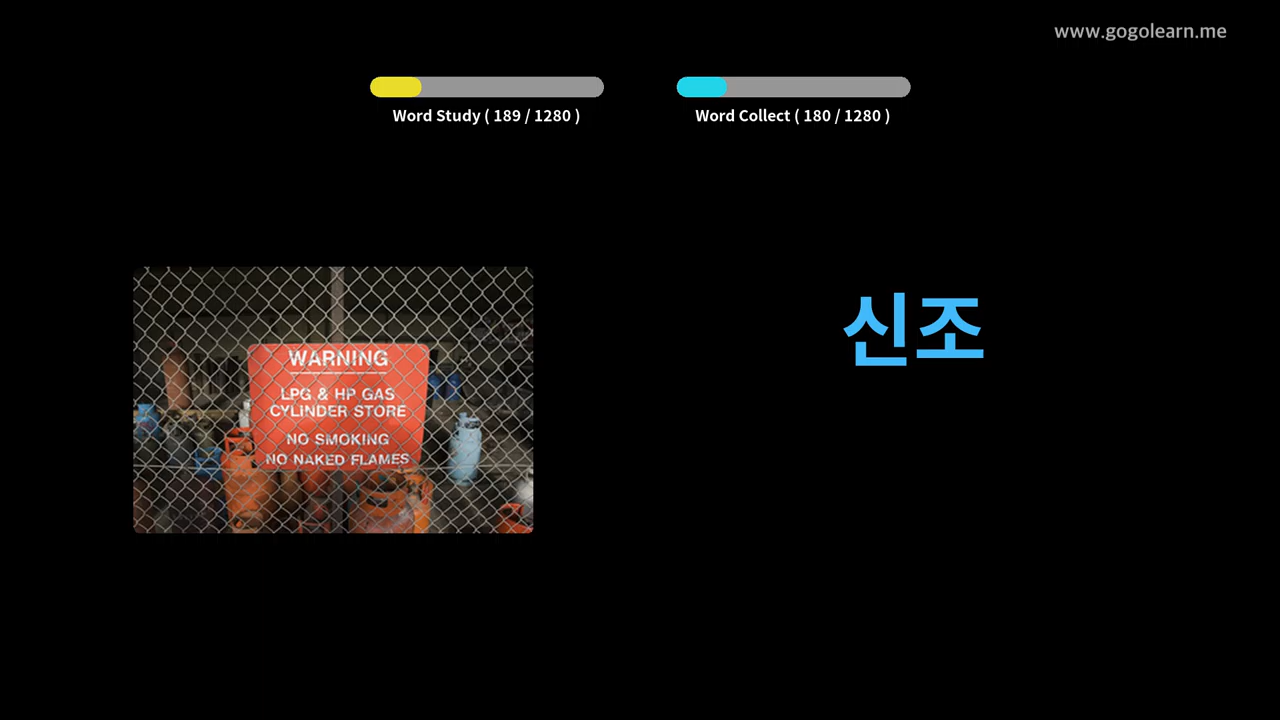 www.gogolearn.me
Word Study ( 189 / 1280 )
Word Collect ( 180 / 1280 )
WARNING
LPG & HP GAS
CYLINDER STORE
NO SMOKING
NO NAKED FLAMES
신조